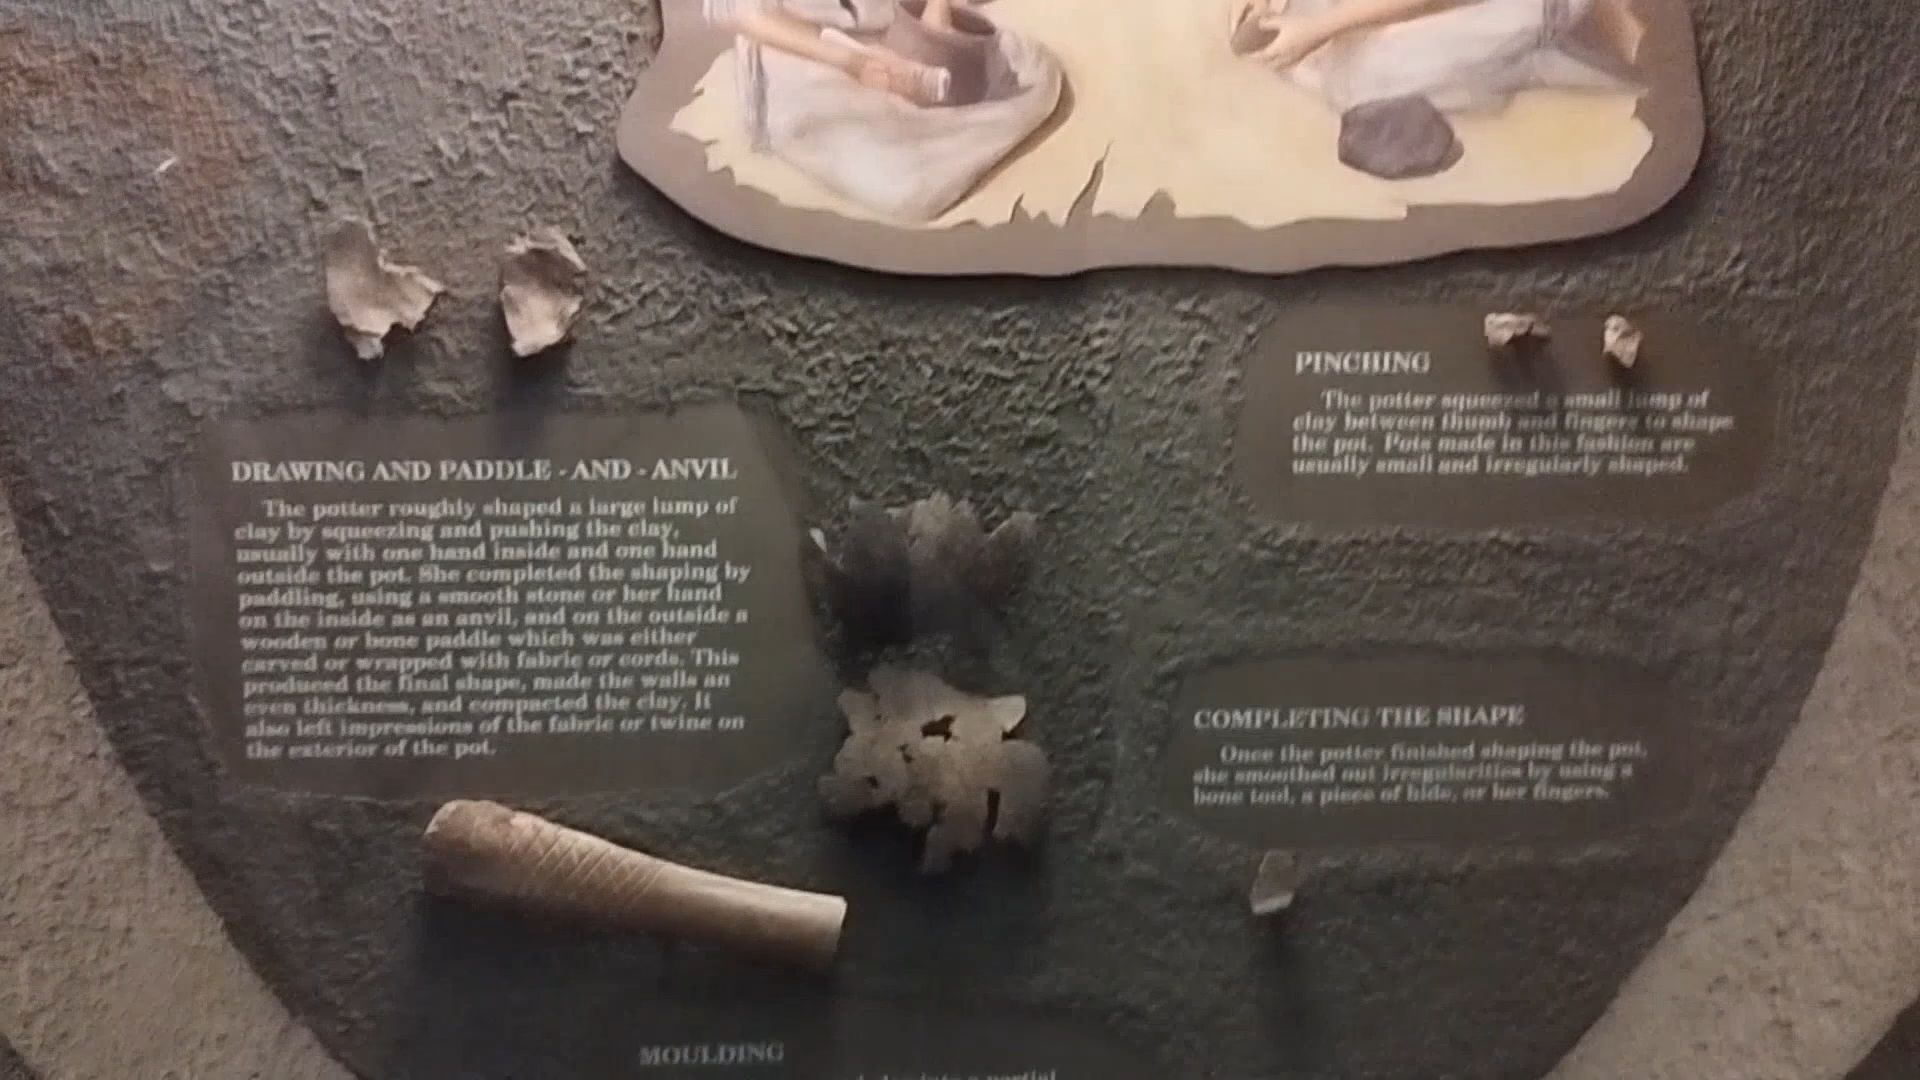 DRAWING AND PADDLE - AND - ANVIL
The potter roughly shaped a large lump of
clay by squeezing and pushing the clay,
usually with one hand inside and one hand
outside the pot. She completed the shaping by
paddling, using a smooth stone or her hand
on the inside as an anvil, and on the outside a
wooden or bone paddle which was either
carved or wrapped with fabric or cords. This
produced the final shape, made the walls an
even thickness, and compacted the clay. It
also left impressions of the fabric or twine on
the exterior of the pot.
PINCHING
The potter squeezed a small lump of
clay between thumb and fingers to shape
the pot. Pots made in this fashion are
usually small and irregularly shaped.
COMPLETING THE SHAPE
Once the potter finished shaping the pot,
she smoothed out irregularities by using a
bone tool, a piece of hide, or her fingers.
MOULDING
into a partial